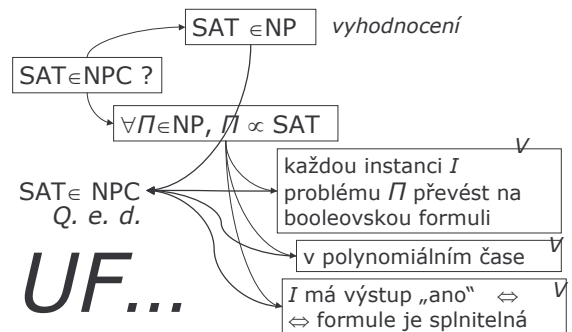 SAT ∈NP
vyhodnocení
SAT∈NPC ?
∀Π∈NP, Π ∝ SAT
V
každou instanci I
problému Π převést na
booleovskou formuli
SAT∈ NPC
Q. e. d.
V
v polynomiálním čase
UF...
V
I má výstup „ano“ ⇔
⇔ formule je splnitelná